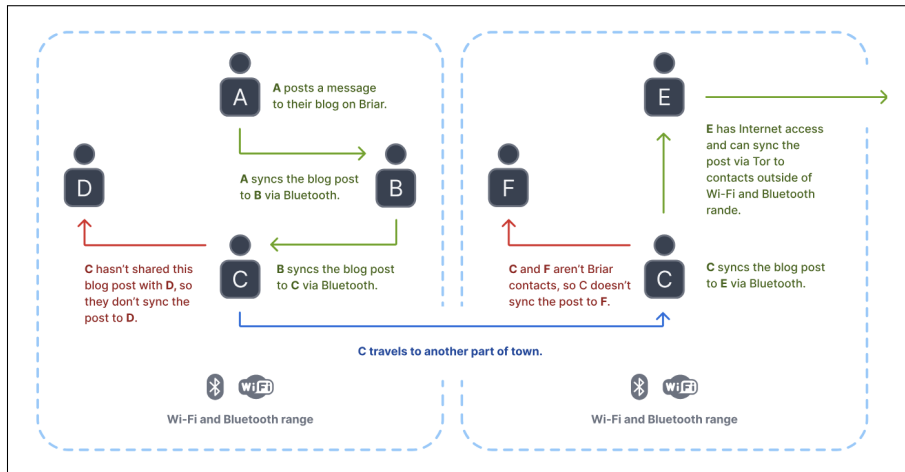 A
A posts a message
to their blog on Briar.
E
E has Internet access
and can sync the
post via Tor to
contacts outside of
Wi-Fi and Bluetooth
rande.
D
A syncs the blog post
to B via Bluetooth.
B
F
C hasn't shared this
blog post with D, so
they don't sync the
post to D.
C
B syncs the blog post
to C via Bluetooth.
C and F aren't Briar
contacts, so C doesn't
sync the post to F.
C
C syncs the blog post
to E via Bluetooth.
C travels to another part of town.
WiFi
Wi-Fi and Bluetooth range
WiFi
Wi-Fi and Bluetooth range